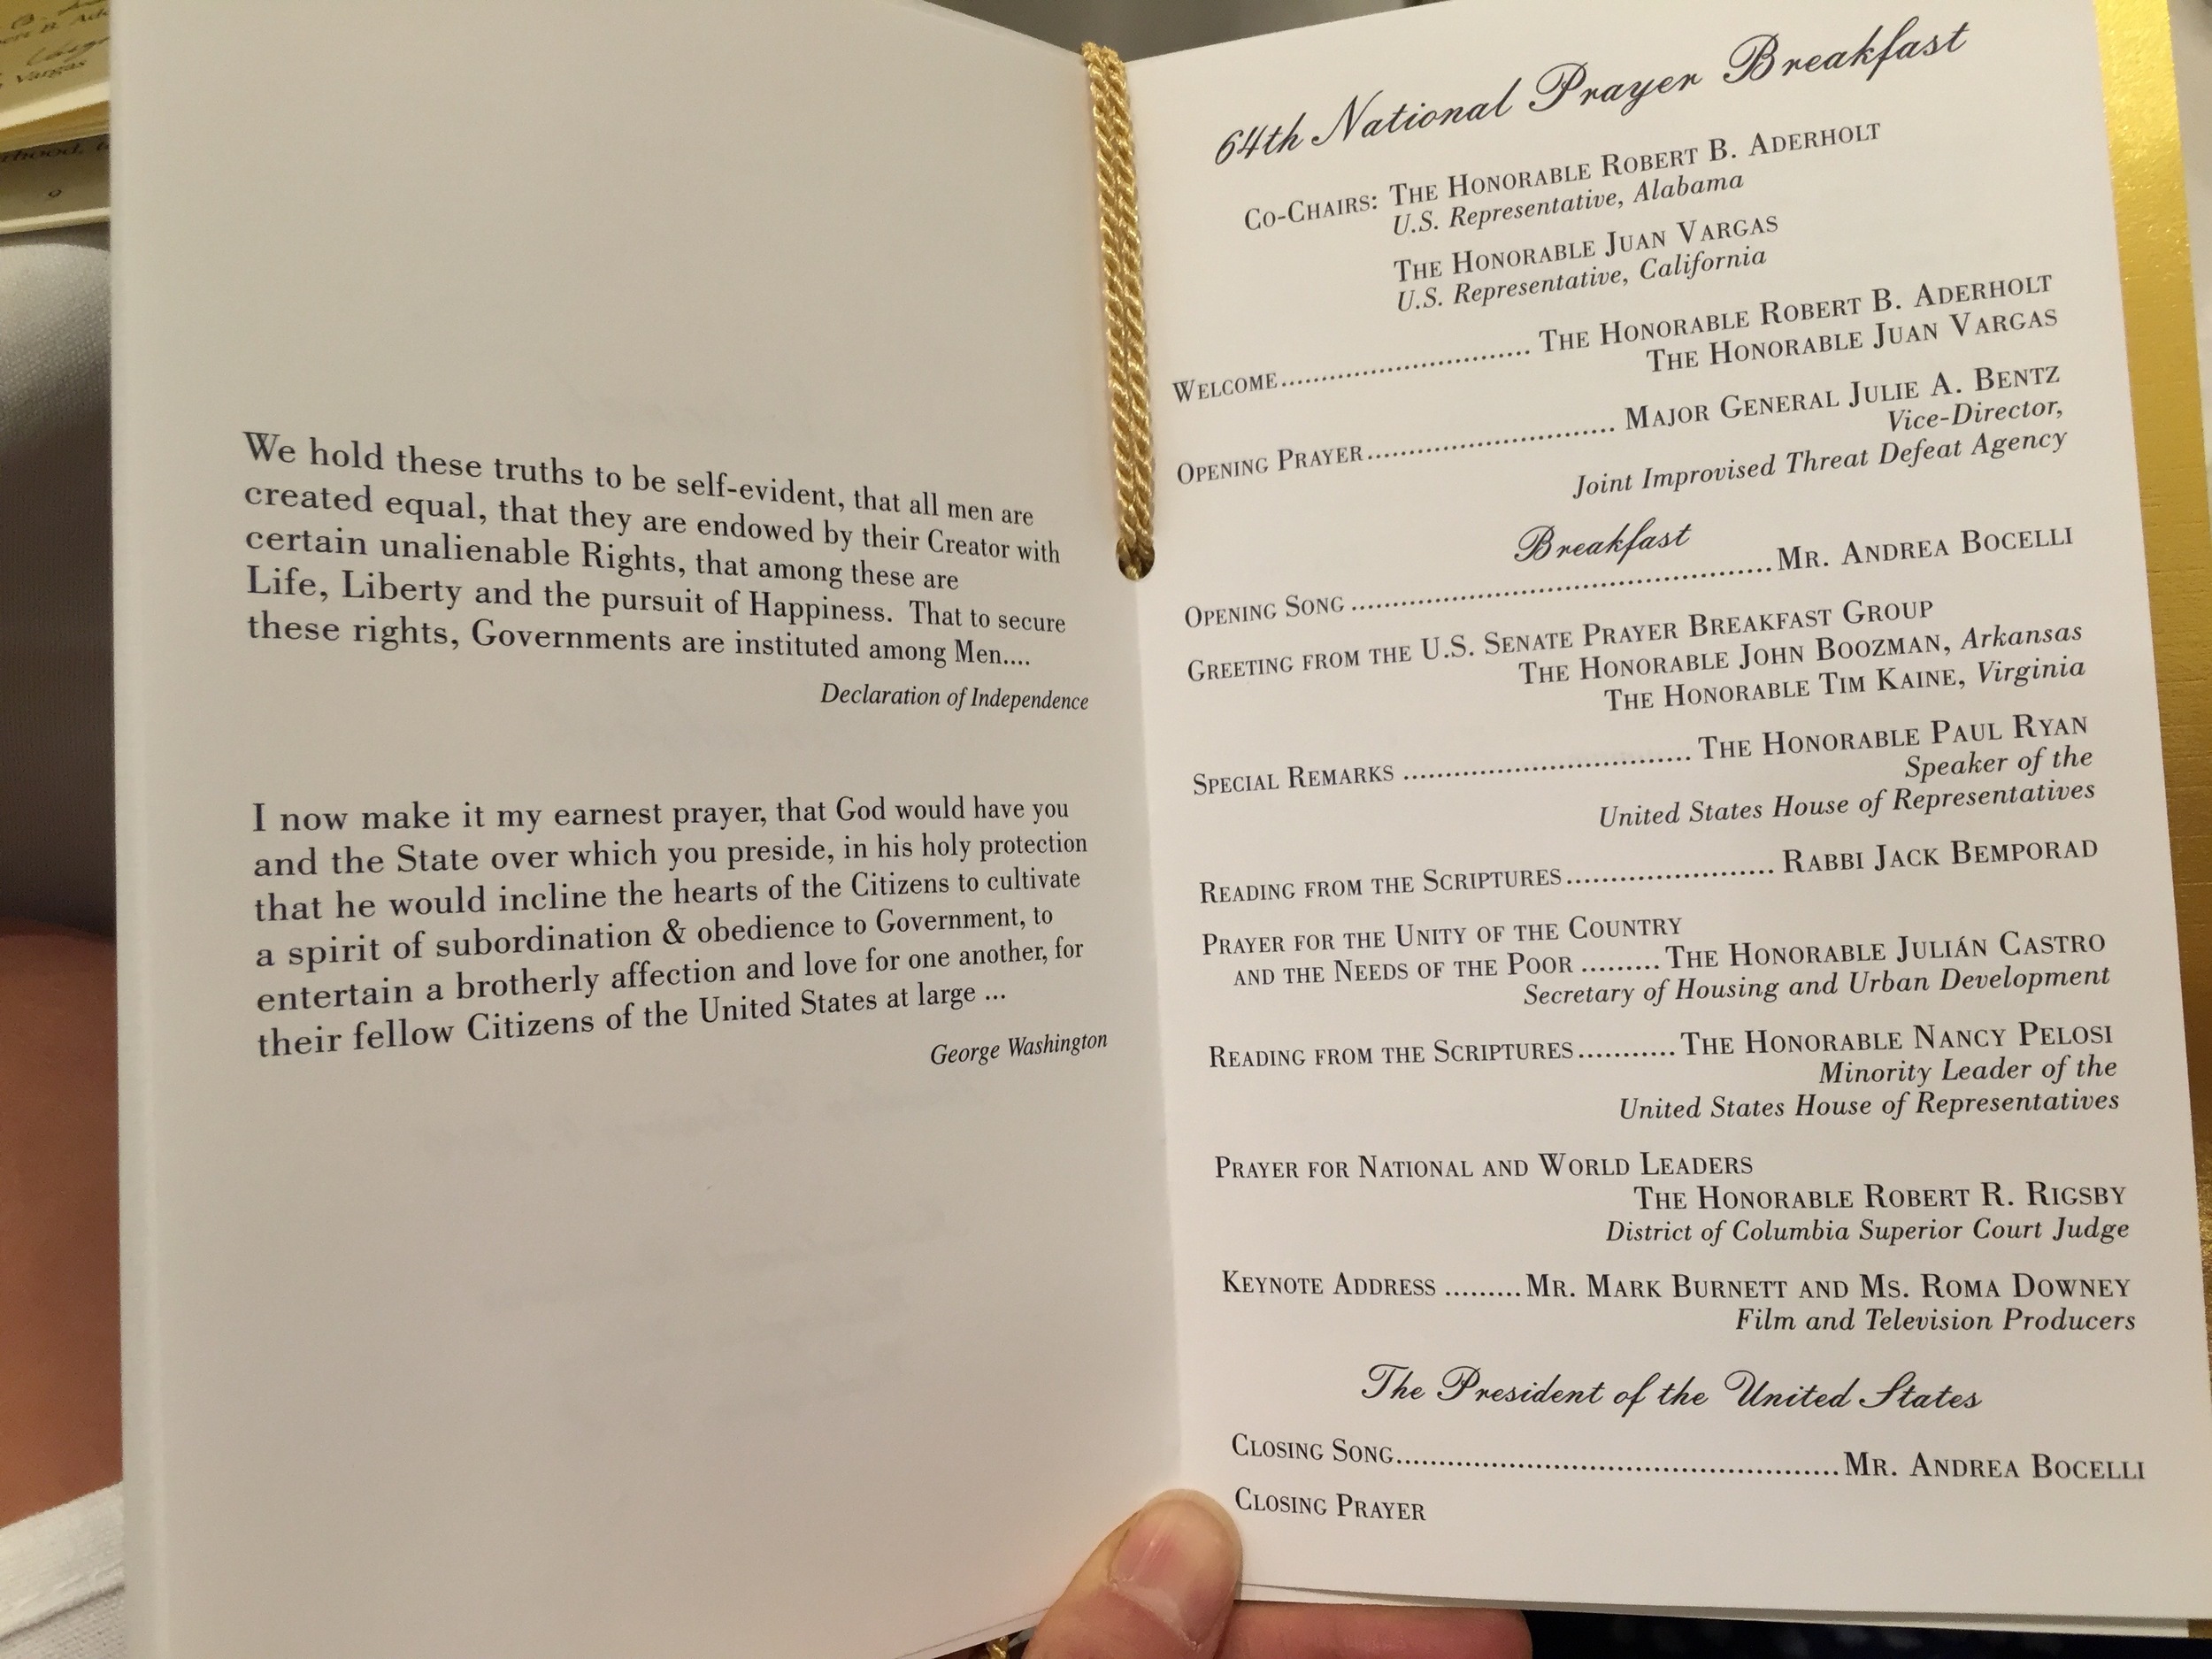 We hold these truths to be self-evident, that all men are
created equal, that they are endowed by their Creator with
certain unalienable Rights, that among these are
Life, Liberty and the pursuit of Happiness. That to secure
these rights, Governments are instituted among Men....
Declaration of Independence
I now make it my earnest prayer, that God would have you
and the State over which you preside, in his holy protection
that he would incline the hearts of the Citizens to cultivate
a spirit of subordination & obedience to Government, to
entertain a brotherly affection and love for one another, for
their fellow Citizens of the United States at large ...
George Washington
64th National Prayer Breakfast
Co-Chairs: The Honorable Robert B. Aderholt
U.S. Representative, Alabama
The Honorable Juan Vargas
U.S. Representative, California
Welcome.............................. The Honorable Robert B. Aderholt
The Honorable Juan Vargas
Opening Prayer.............................. Major General Julie A. Bentz
Vice-Director,
Joint Improvised Threat Defeat Agency
Breakfast
Opening Song .................................................. Mr. Andrea Bocelli
Greeting from the U.S. Senate Prayer Breakfast Group
The Honorable John Boozman, Arkansas
The Honorable Tim Kaine, Virginia
Special Remarks .................................. The Honorable Paul Ryan
Speaker of the
United States House of Representatives
Reading from the Scriptures......................... Rabbi Jack Bemporad
Prayer for the Unity of the Country
and the Needs of the Poor .........The Honorable Julián Castro
Secretary of Housing and Urban Development
Reading from the Scriptures...........The Honorable Nancy Pelosi
Minority Leader of the
United States House of Representatives
Prayer for National and World Leaders
The Honorable Robert R. Rigsby
District of Columbia Superior Court Judge
Keynote Address .........Mr. Mark Burnett and Ms. Roma Downey
Film and Television Producers
The President of the United States
Closing Song....................................................Mr. Andrea Bocelli
Closing Prayer
Vargas